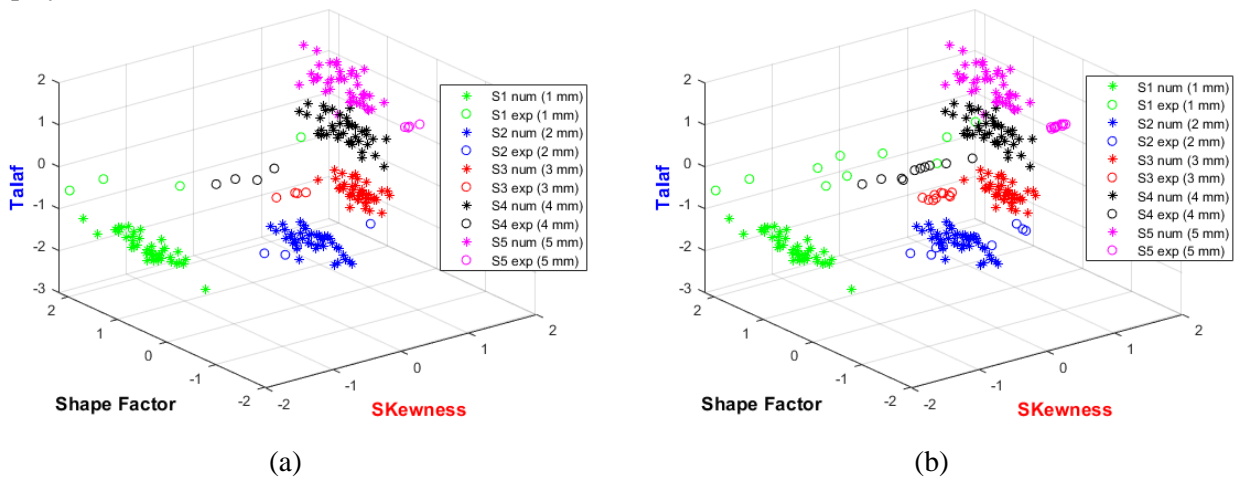 2
1
0
-1
-2
-3
Talaf
2
1
0
-1
-2
Shape Factor
-2
-1
0
1
2
SKewness
S1 num (1 mm)
S1 exp (1 mm)
S2 num (2 mm)
S2 exp (2 mm)
S3 num (3 mm)
S3 exp (3 mm)
S4 num (4 mm)
S4 exp (4 mm)
S5 num (5 mm)
S5 exp (5 mm)
(a)
2
1
0
-1
-2
-3
Talaf
2
1
0
-1
-2
Shape Factor
-2
-1
0
1
2
SKewness
S1 num (1 mm)
S1 exp (1 mm)
S2 num (2 mm)
S2 exp (2 mm)
S3 num (3 mm)
S3 exp (3 mm)
S4 num (4 mm)
S4 exp (4 mm)
S5 num (5 mm)
S5 exp (5 mm)
(b)